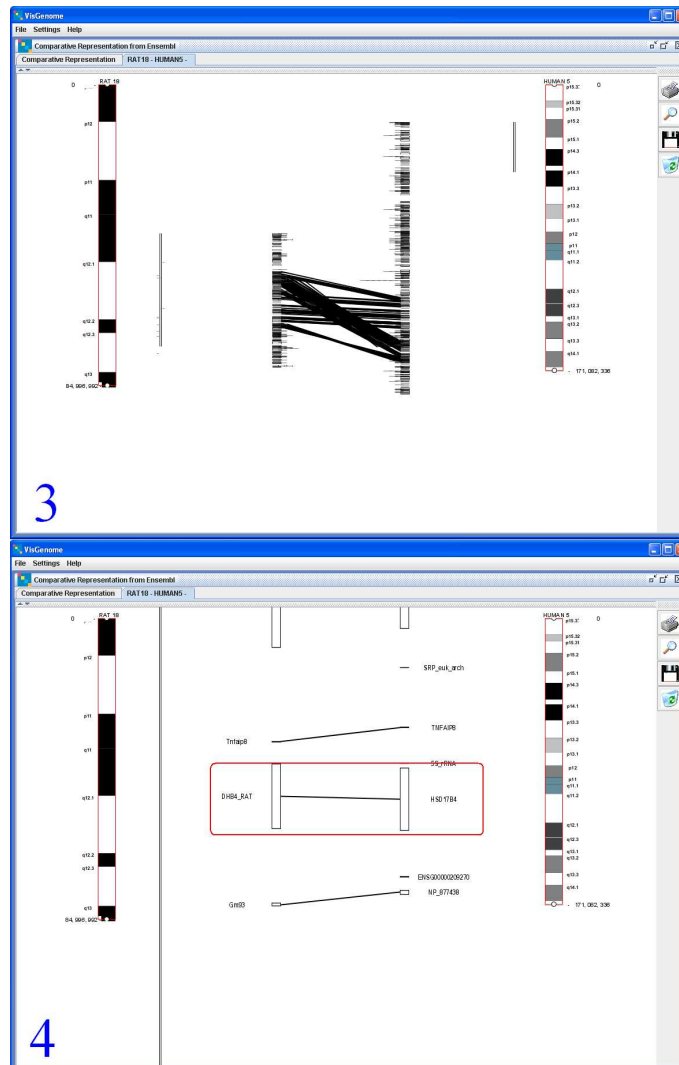 VisGenome
File Settings Help
Comparative Representation from Ensembl
Comparative Representation RAT18 - HUMAN5 -
0 RAT 18 HUMAN 5 0
p15.32
p15.31
p12 p15.2
p15.1
p14.3
p14.1
p11 p13.3
q11 p13.2
p13.1
p12
p11
q11.1
q12.1 q11.2
q12.1
q12.3
q12.2 q13.1
q12.3 q13.2
q13.3
q14.1
q13
84, 996, 992 - 171, 082, 336
3
VisGenome
File Settings Help
Comparative Representation from Ensembl
Comparative Representation RAT18 - HUMAN5 -
0 RAT 18 HUMAN 5 0
p15.32
p15.31
p12 p15.2
SRP_euk_arch p15.1
p14.3
p14.1
p11 p13.3
Tnfaip8 TNFAIP8
q11 p13.2
p13.1
5S_rRNA p12
p11
q11.1
q12.1 DHB4_RAT HSD17B4 q11.2
q12.1
q12.3
q12.2 q13.1
q12.3 q13.2
ENSG00000209270 q13.3
NP_877438 q14.1
q13 Gm93
84, 996, 992 - 171, 082, 336
4